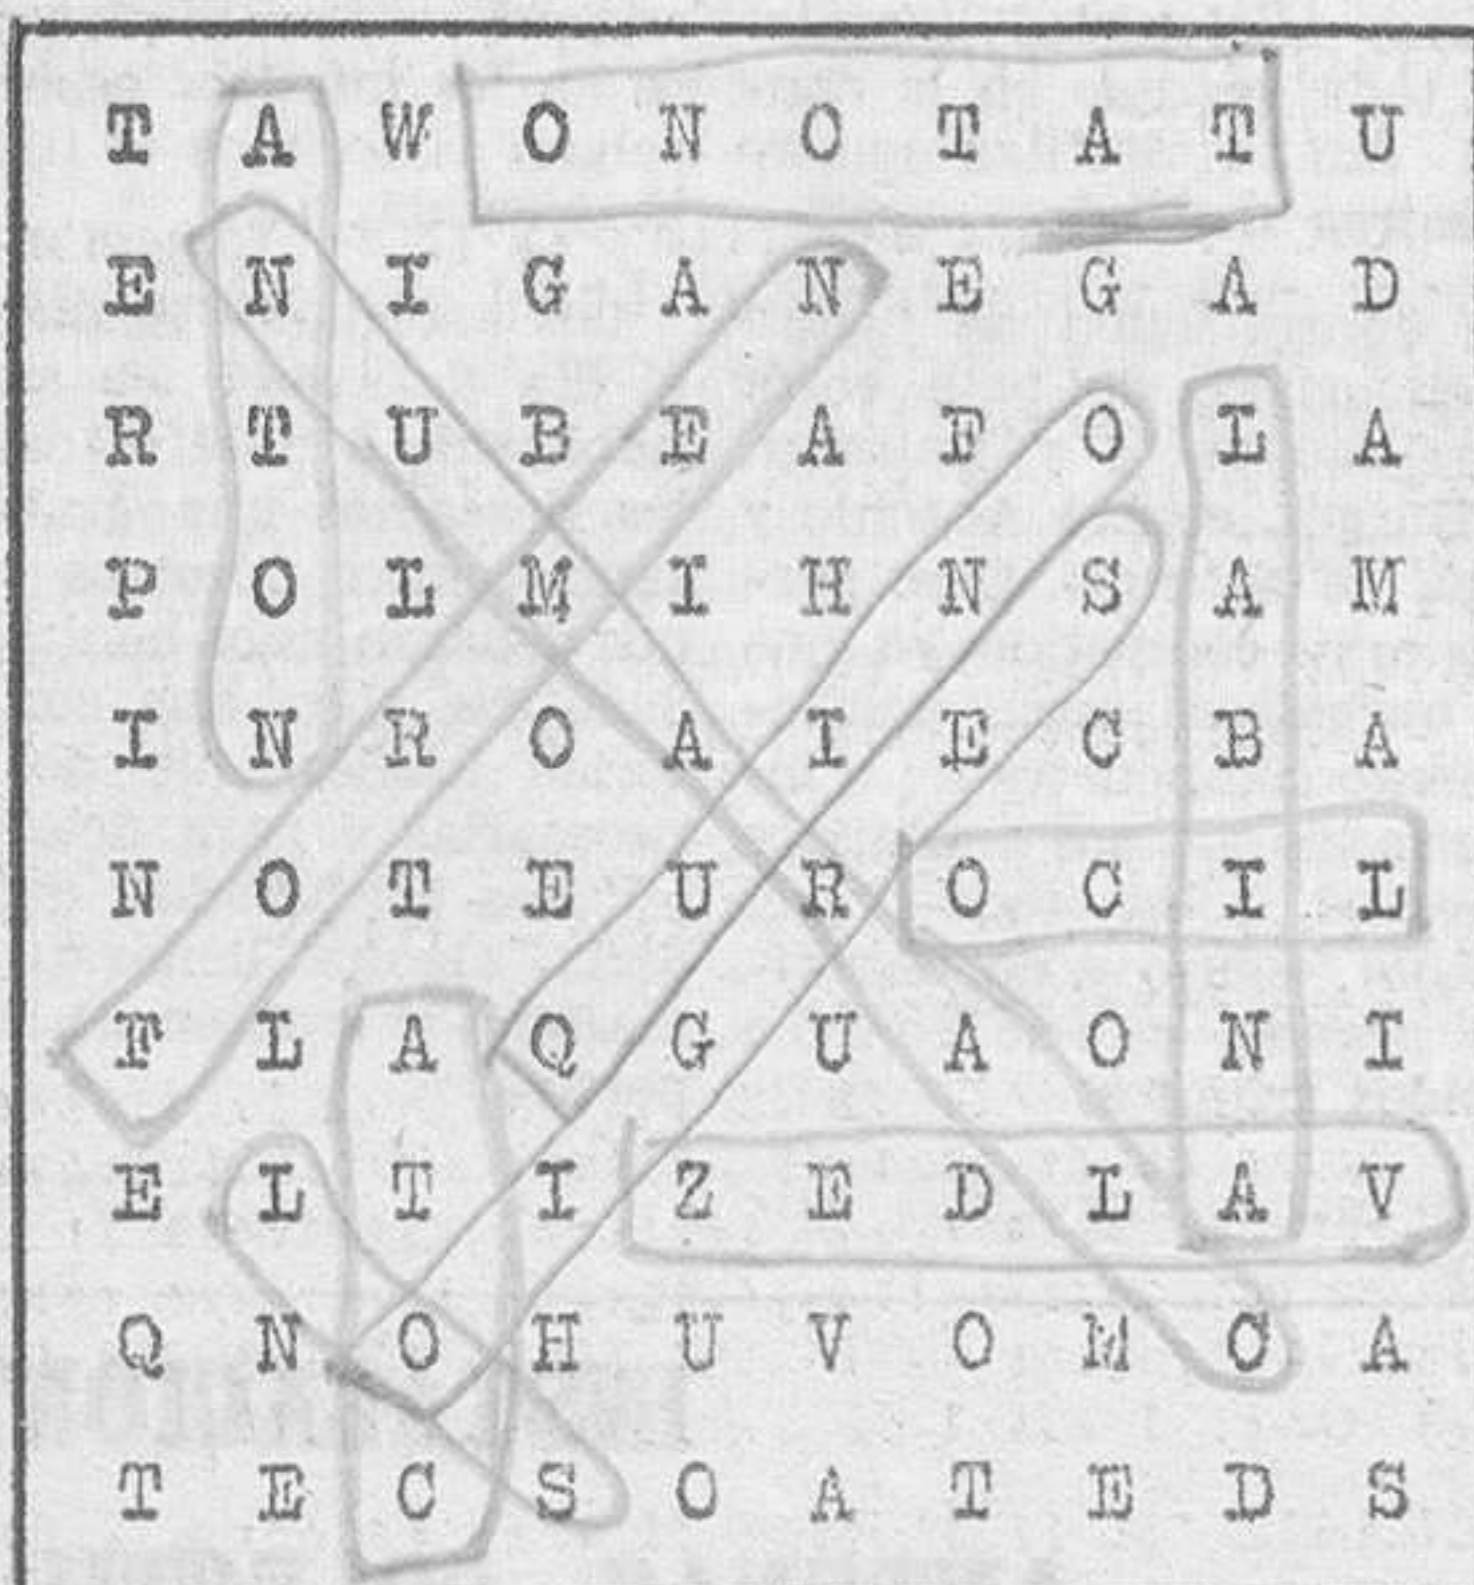 T A W O N O T A T U
E N I G A N E G A D
R T U B E A F O L A
P O L M I H N S A M
I N R O A I E C B A
N O T E U R O C I L
F L A Q G U A O N I
E L T I Z E D L A V
Q N O H U V O M C A
T E C S O A T E D S